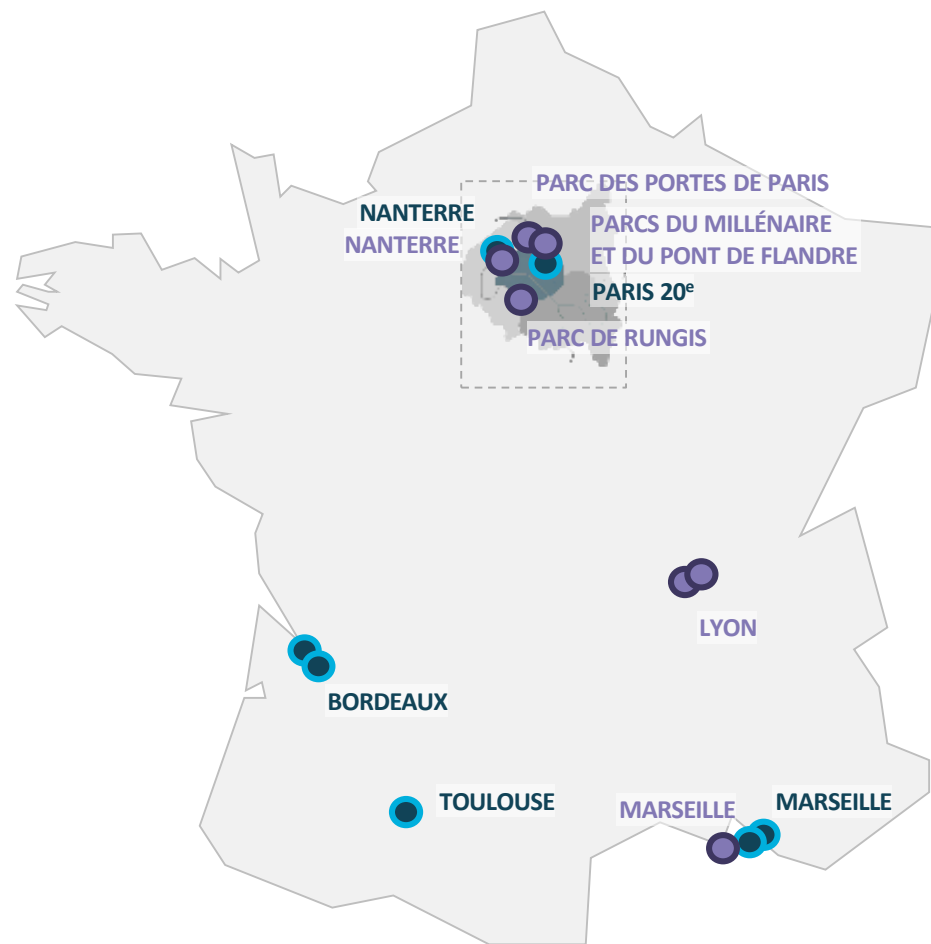 PARC DES PORTES DE PARIS
NANTERRE
NANTERRE
PARCS DU MILLÉNAIRE
ET DU PONT DE FLANDRE
PARIS 20e
PARC DE RUNGIS
LYON
BORDEAUX
TOULOUSE
MARSEILLE
MARSEILLE